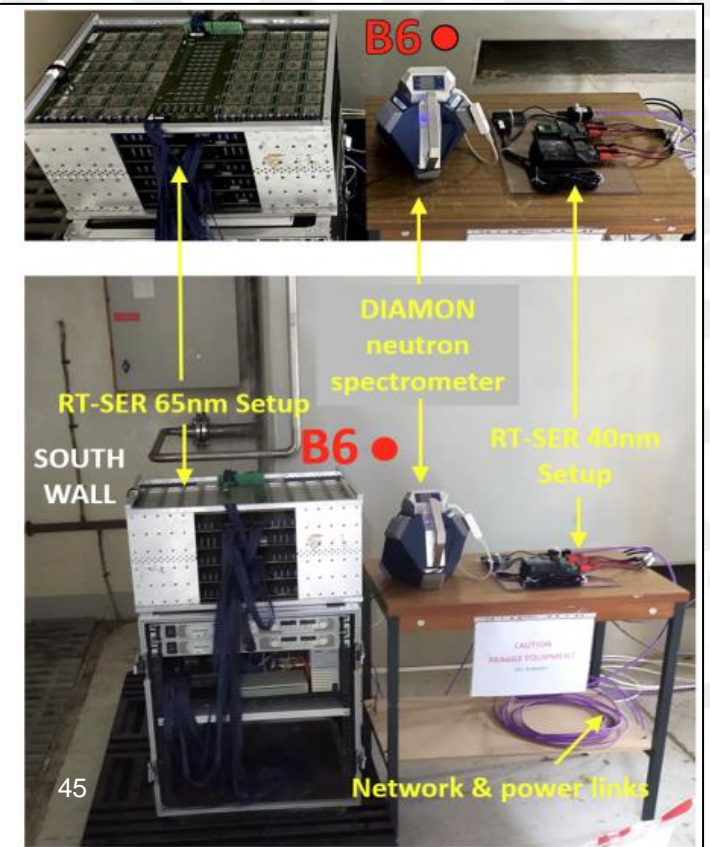 B6
DIAMON
neutron
spectrometer
RT-SER 65nm Setup
B6
RT-SER 40nm
Setup
SOUTH
WALL
CAUTION
FRAGILE EQUIPMENT
45
Network & power links